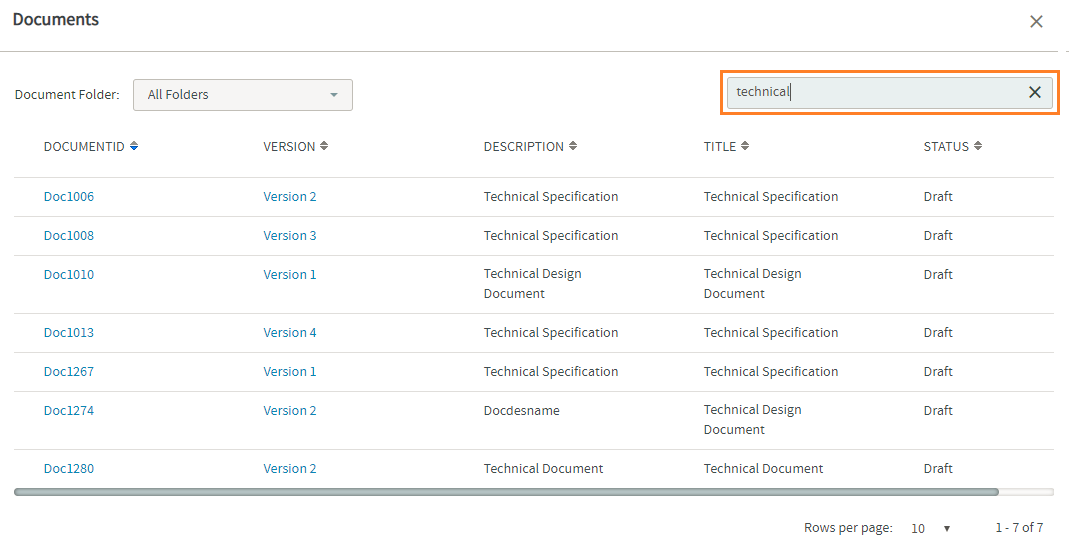 Documents
Document Folder: All Folders technical
DOCUMENTID VERSION DESCRIPTION TITLE STATUS
Doc1006 Version 2 Technical Specification Technical Specification Draft
Doc1008 Version 3 Technical Specification Technical Specification Draft
Doc1010 Version 1 Technical Design Document Technical Design Document Draft
Doc1013 Version 4 Technical Specification Technical Specification Draft
Doc1267 Version 1 Technical Specification Technical Specification Draft
Doc1274 Version 2 Docdesname Technical Design Document Draft
Doc1280 Version 2 Technical Document Technical Document Draft
Rows per page: 10 1 - 7 of 7